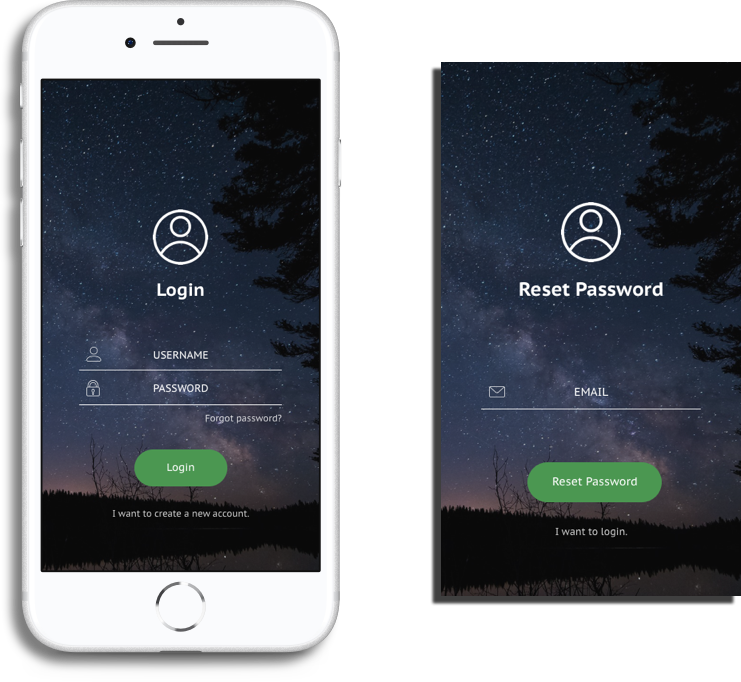 Login
USERNAME
PASSWORD
Forgot password?
Login
I want to create a new account.
Reset Password
EMAIL
Reset Password
I want to login.